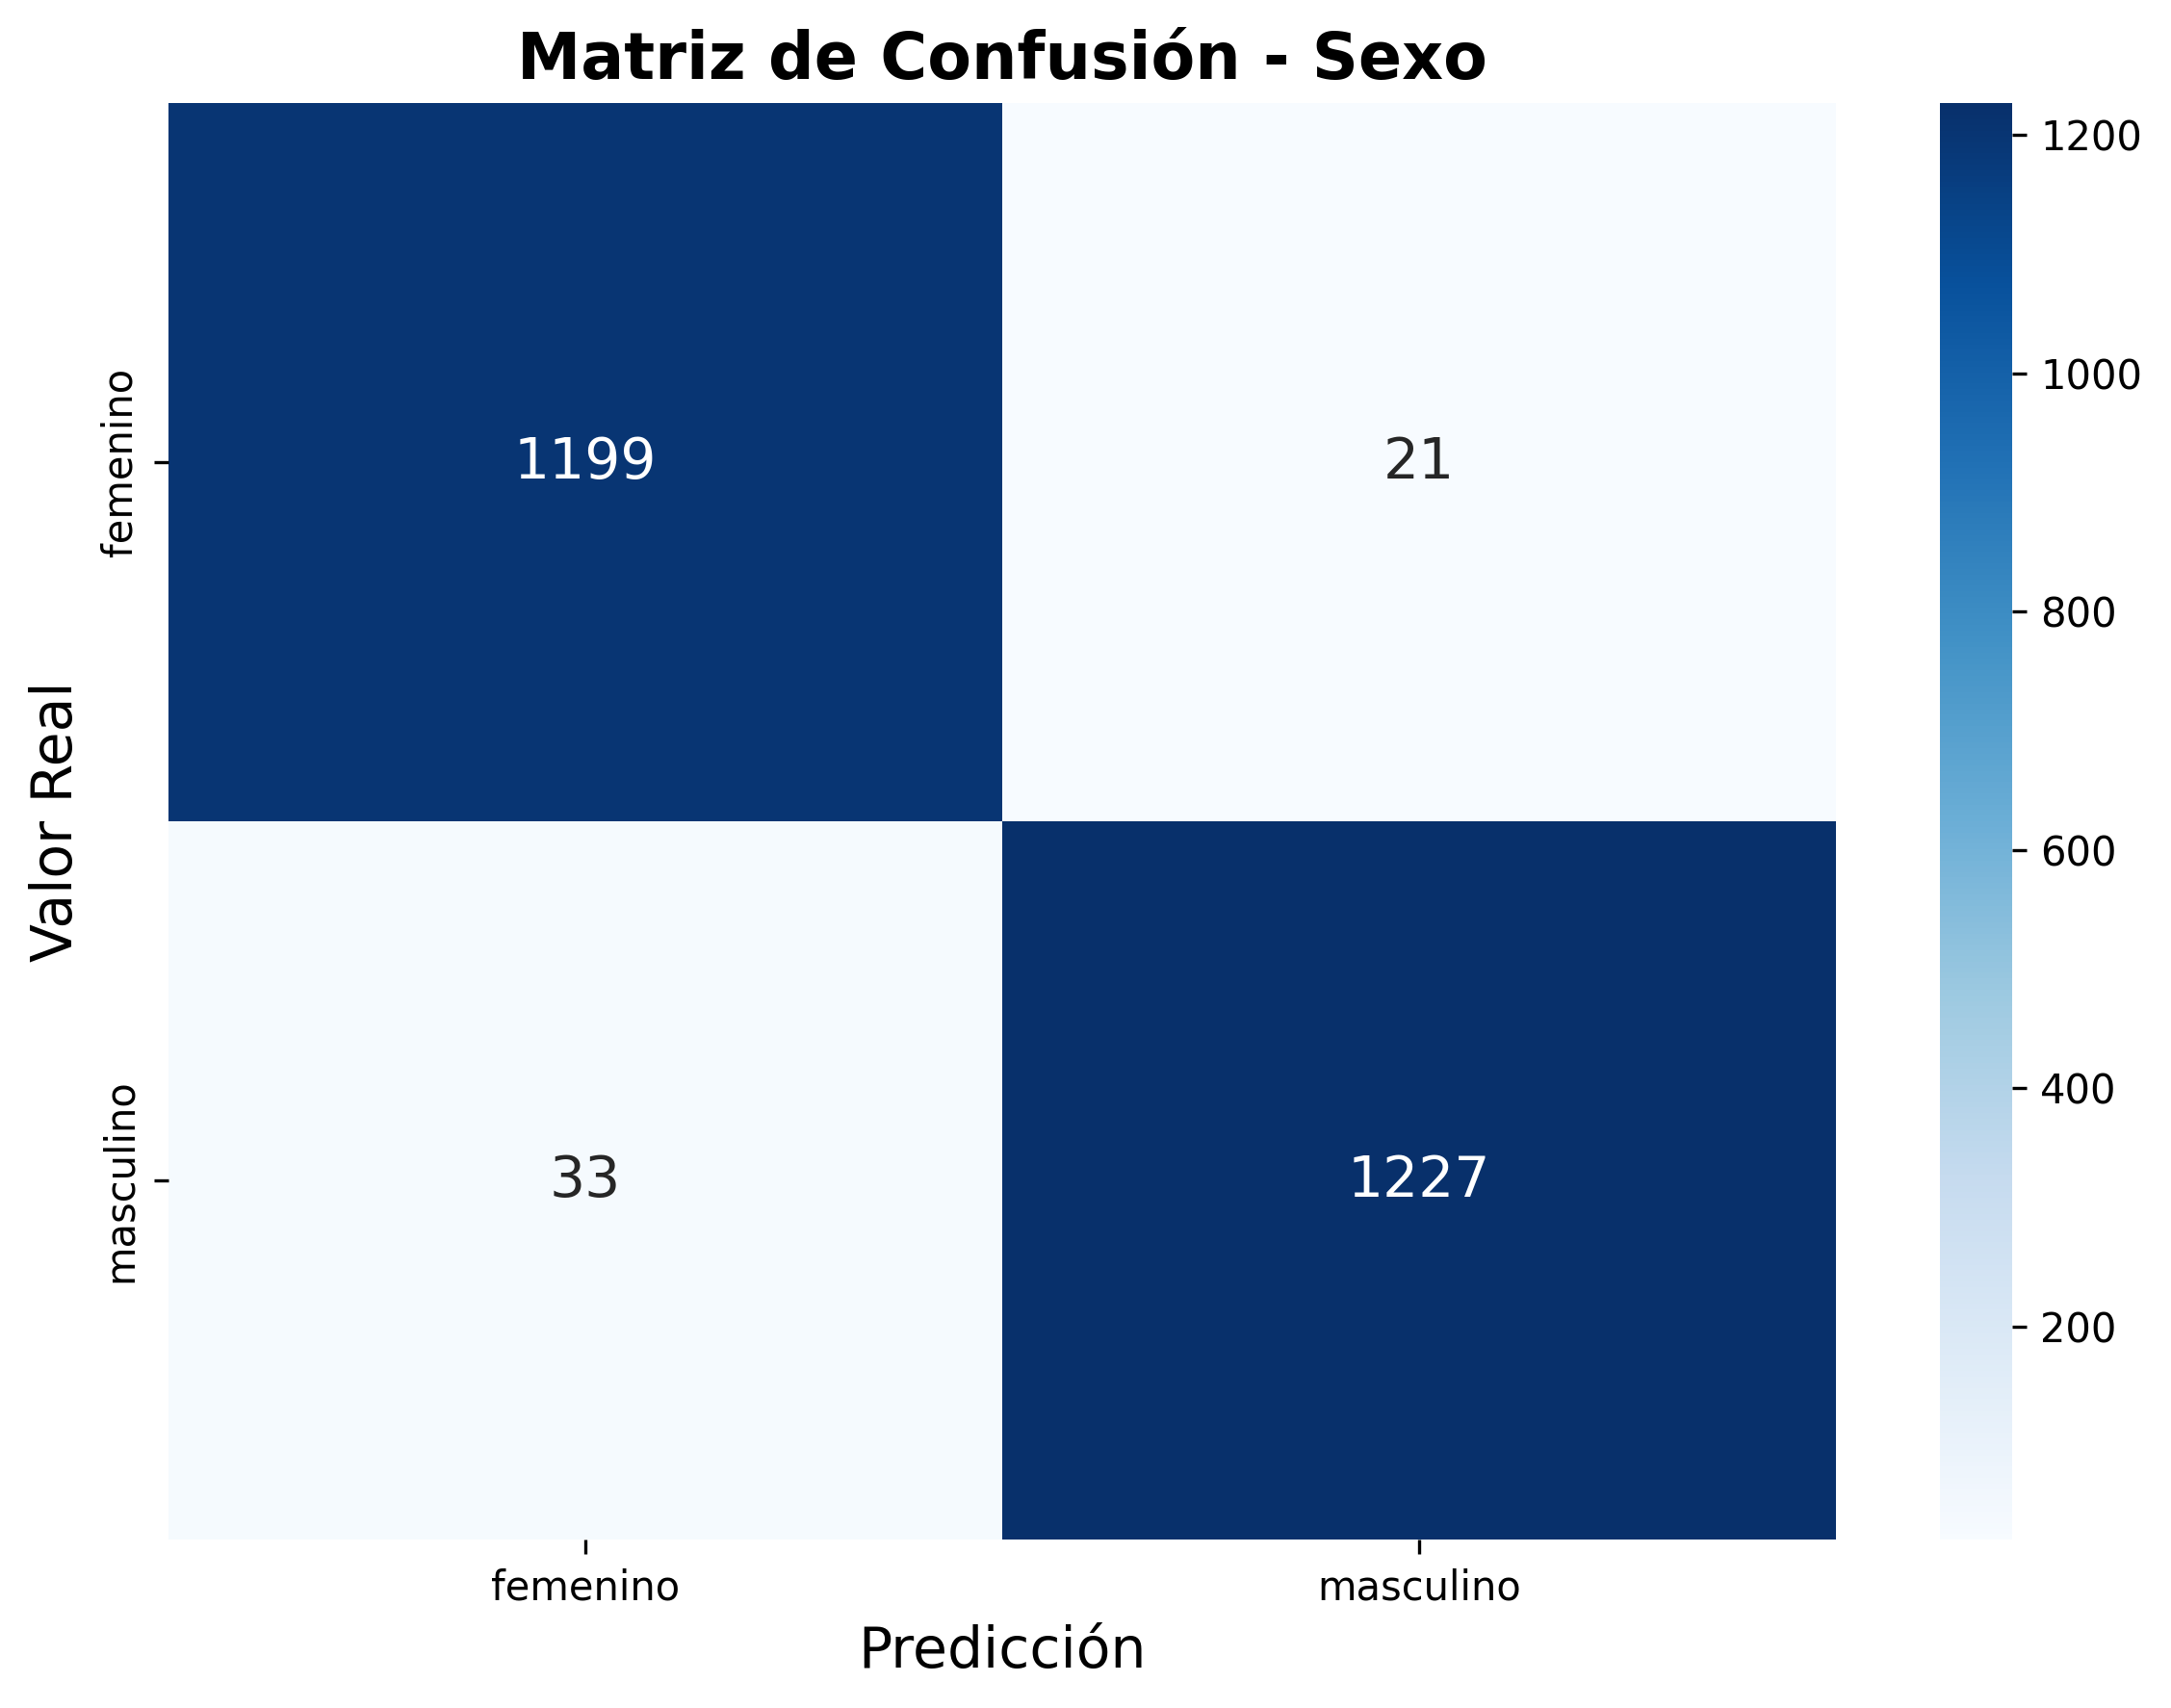 Matriz de Confusión - Sexo
Valor Real
femenino
masculino
1199
21
33
1227
femenino
masculino
Predicción
1200
1000
800
600
400
200